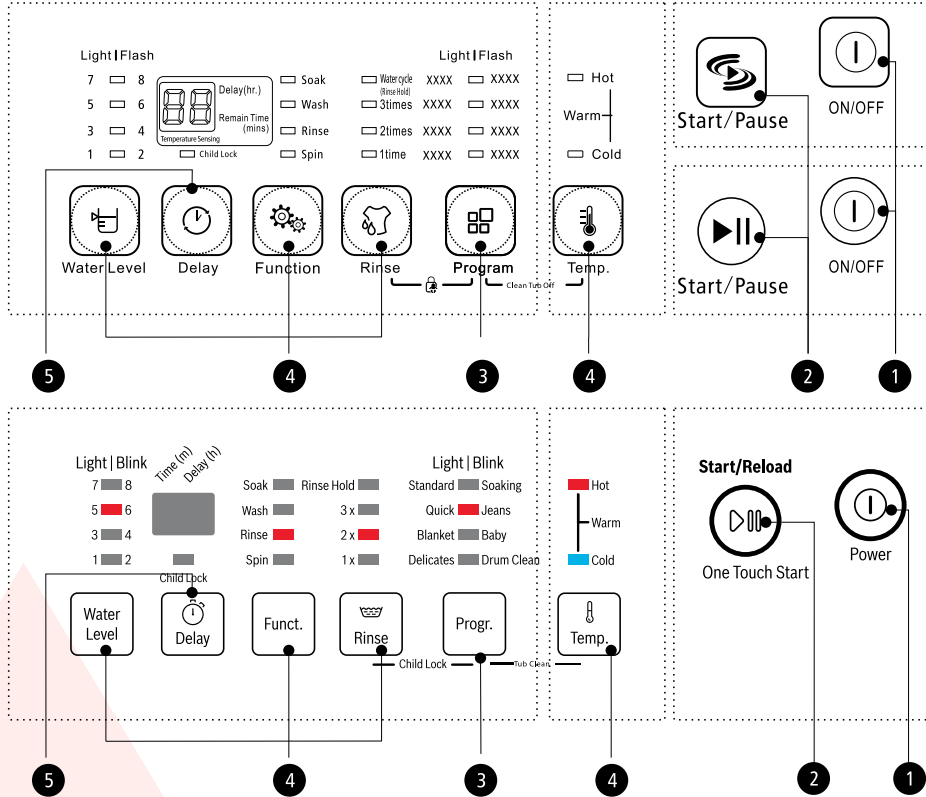 Light | Flash
7 8
5 6
3 4
1 2
88
Delay(hr.)
Remain Time
(mins)
Temperature Sensing
Child Lock
Soak
Wash
Rinse
Spin
Light | Flash
Water cycle XXXX XXXX
(Rinse Hold)
3times XXXX XXXX
2times XXXX XXXX
1time XXXX XXXX
Hot
Warm
Cold
Water Level
Delay
Function
Rinse
Program
Temp.
Clean Tub Off
Start/Pause
ON/OFF
Start/Pause
ON/OFF
5
4
3
4
2
1
Light | Blink
7 8
5 6
3 4
1 2
Time (m)
Delay (h)
Child Lock
Soak
Wash
Rinse
Spin
Rinse Hold
3 x
2 x
1 x
Light | Blink
Standard Soaking
Quick Jeans
Blanket Baby
Delicates Drum Clean
Hot
Warm
Cold
Water
Level
Delay
Funct.
Rinse
Progr.
Temp.
Child Lock
Tub Clean
Start/Reload
One Touch Start
Power
5
4
3
4
2
1